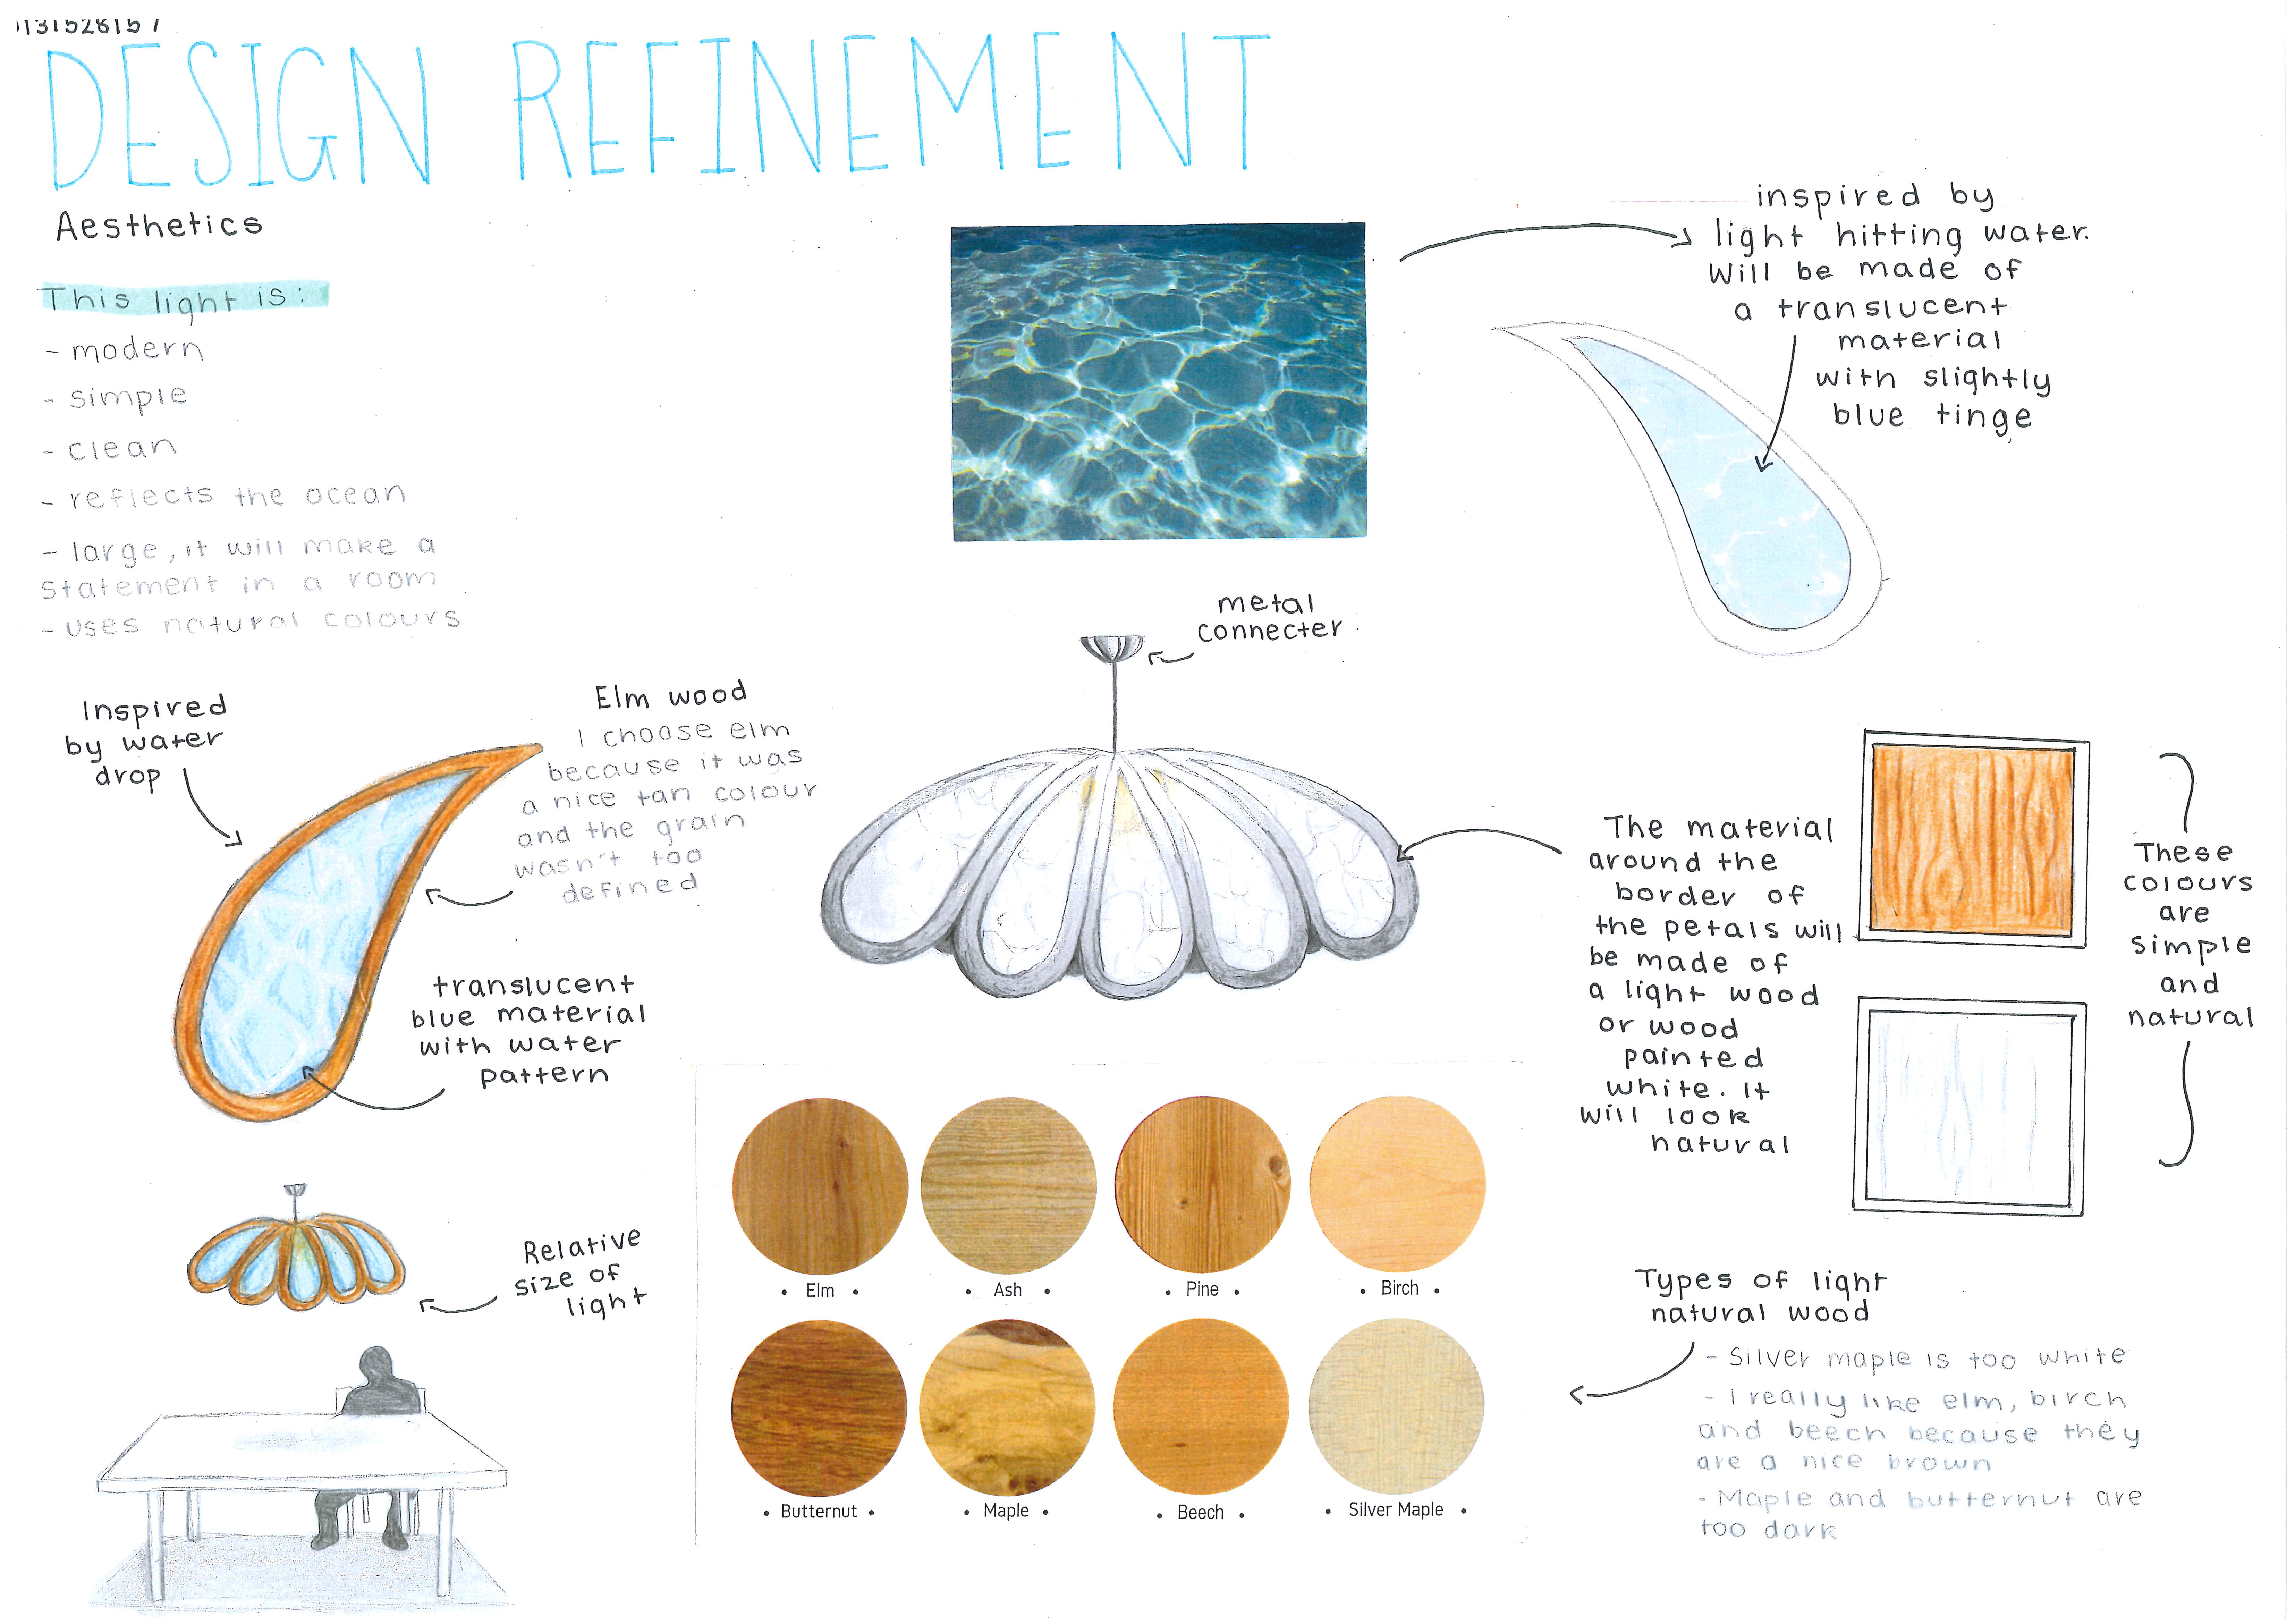 DESIGN REFINEMENT
Aesthetics
This light is:
- modern
- simple
- clean
- reflects the ocean
- large, it will make a
statement in a room
- uses natural colours
inspired by
light hitting water.
Will be made of
a translucent
material
with slightly
blue tinge
metal
connecter
Inspired
by water
drop
Elm wood
I choose elm
because it was
a nice tan colour
and the grain
wasn't too
defined
translucent
blue material
with water
pattern
The material
around the
border of
the petals will
be made of
a light wood
or wood
painted
white. It
will look
natural
These
colours
are
simple
and
natural
Relative
size of
light
• Elm •
• Ash •
• Pine •
• Birch •
• Butternut •
• Maple •
• Beech •
• Silver Maple •
Types of light
natural wood
- Silver maple is too white
- I really like elm, birch
and beech because they
are a nice brown
- Maple and butternut are
too dark